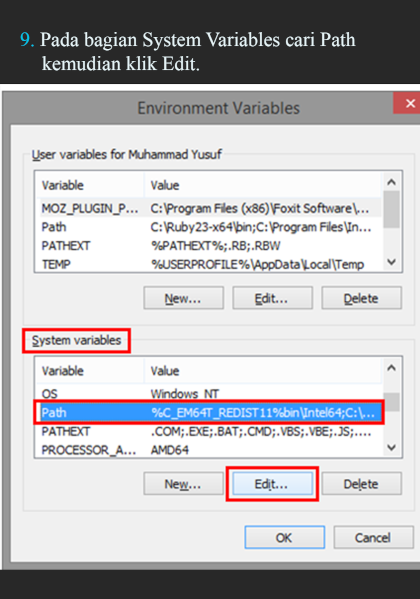 9. Pada bagian System Variables cari Path
kemudian klik Edit.
Environment Variables
User variables for Muhammad Yusuf
Variable Value
MOZ_PLUGIN_P... C:\Program Files (x86)\Foxit Software\...
Path C:\Ruby23-x64\bin;C:\Program Files\In...
PATHEXT %PATHEXT%;.RB;.RBW
TEMP %USERPROFILE%\AppData\Local\Temp
New... Edit... Delete
System variables
Variable Value
OS Windows_NT
Path %C_EM64T_REDIST11%bin\Intel64;C:\...
PATHEXT .COM;.EXE;.BAT;.CMD;.VBS;.VBE;.JS;....
PROCESSOR_A... AMD64
New... Edit... Delete
OK Cancel